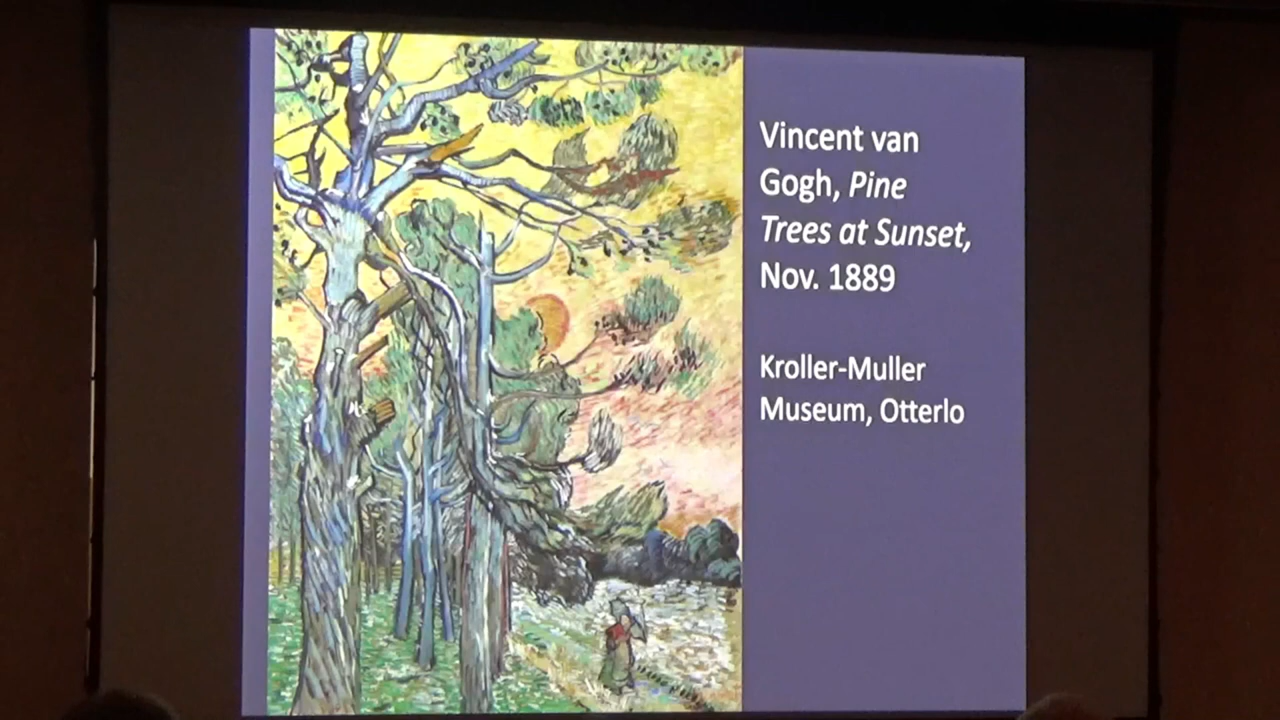 Vincent van
Gogh, Pine
Trees at Sunset,
Nov. 1889
Kroller-Muller
Museum, Otterlo